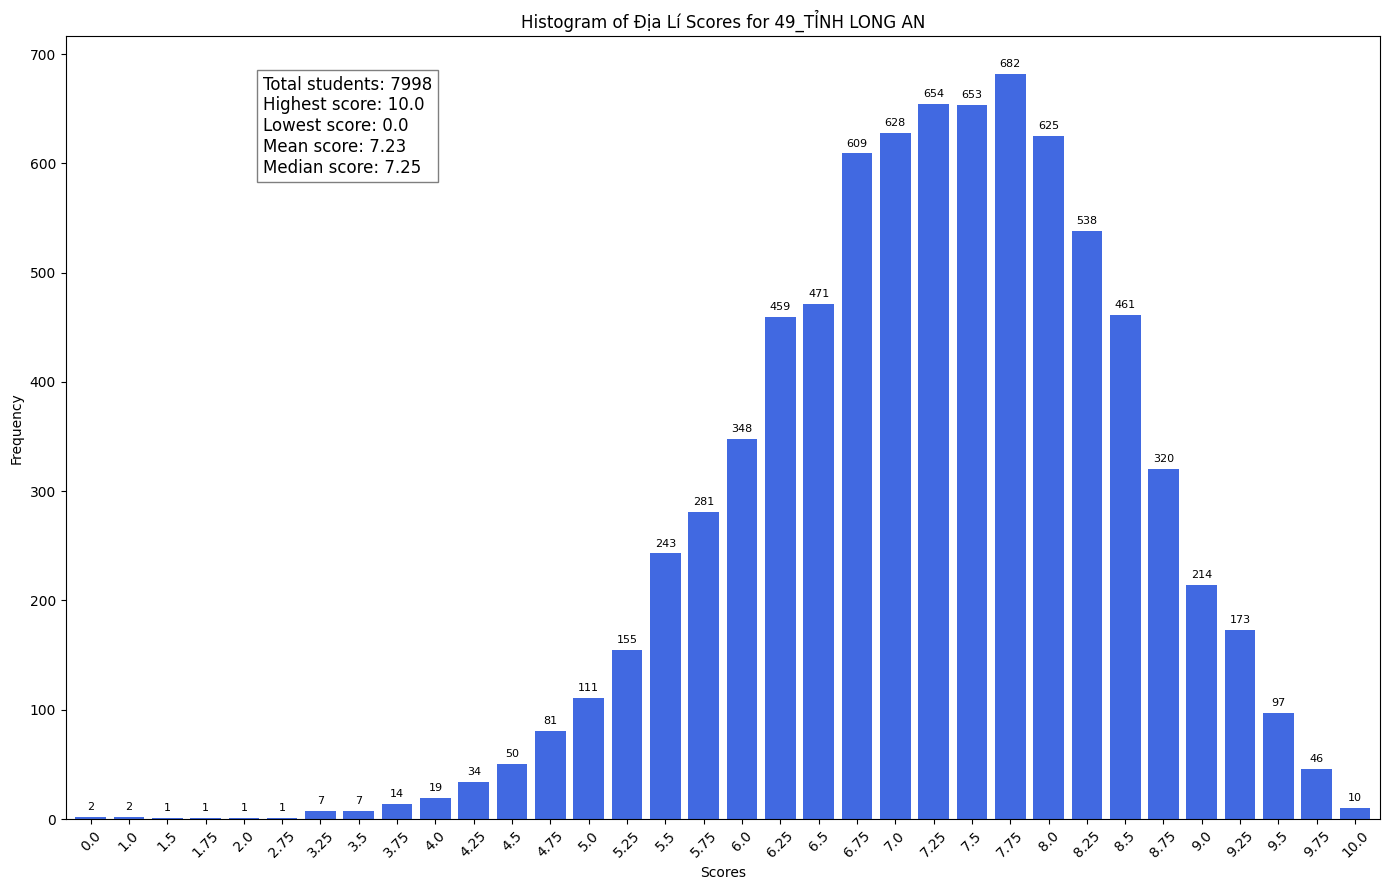 Histogram of Địa Lí Scores for 49_TỈNH LONG AN
Total students: 7998
Highest score: 10.0
Lowest score: 0.0
Mean score: 7.23
Median score: 7.25
Frequency
700
600
500
400
300
200
100
0
2 2 1 1 1 1 7 7 14 19 34 50 81 111 155 243 281 348 459 471 609 628 654 653 682 625 538 461 320 214 173 97 46 10
0.0 1.0 1.5 1.75 2.0 2.75 3.25 3.5 3.75 4.0 4.25 4.5 4.75 5.0 5.25 5.5 5.75 6.0 6.25 6.5 6.75 7.0 7.25 7.5 7.75 8.0 8.25 8.5 8.75 9.0 9.25 9.5 9.75 10.0
Scores